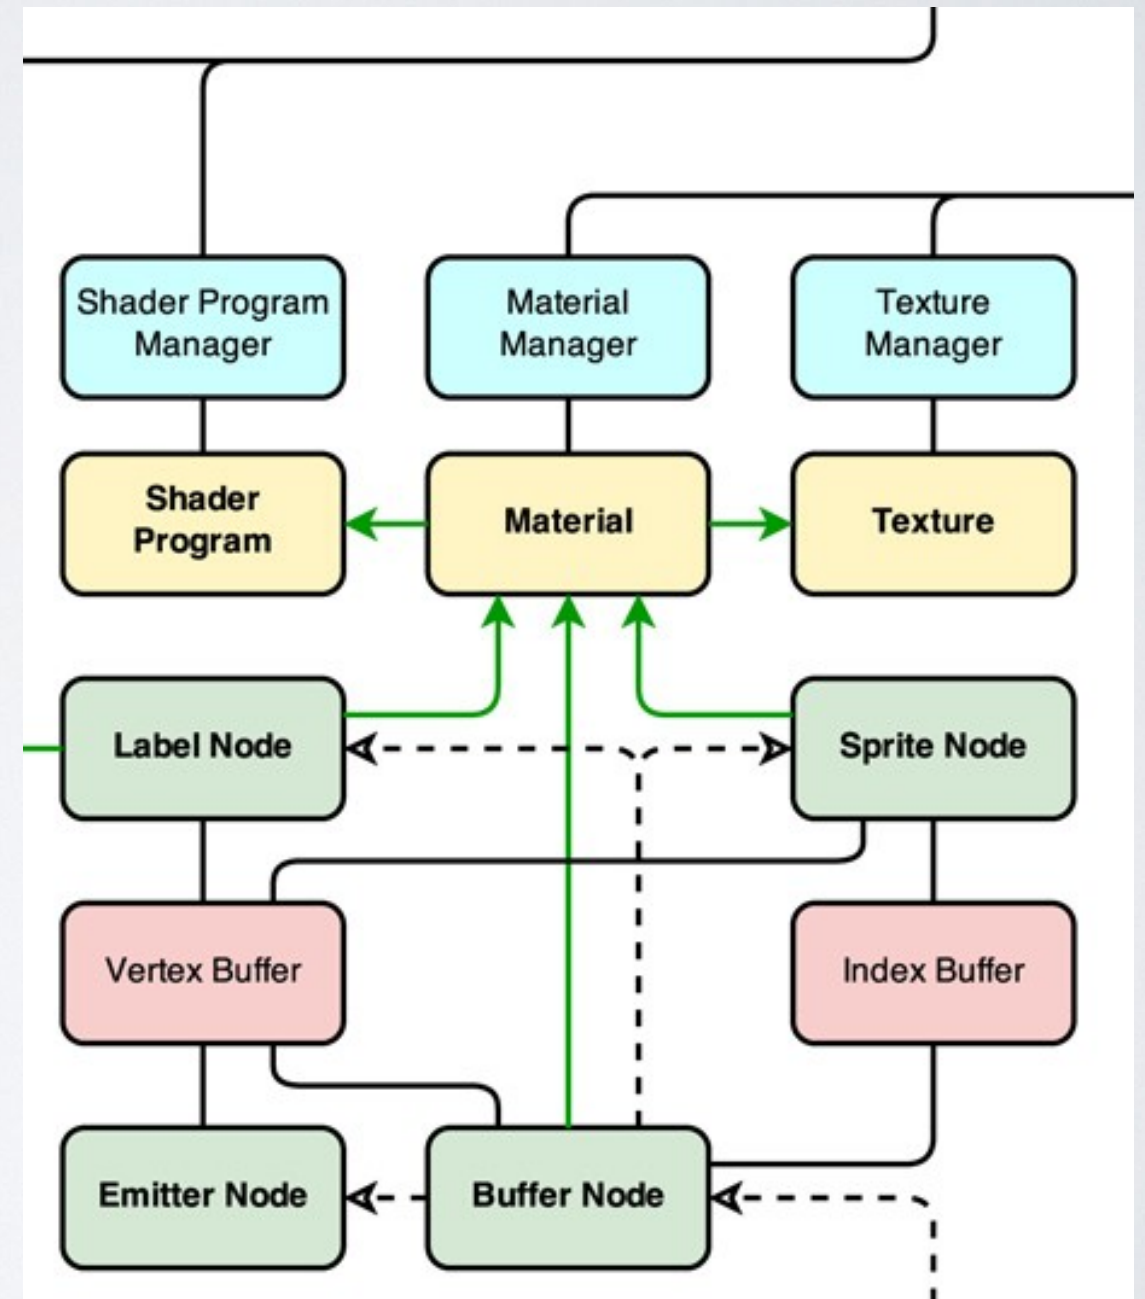 Shader Program
Manager
Material
Manager
Texture
Manager
Shader
Program
Material
Texture
Label Node
Sprite Node
Vertex Buffer
Index Buffer
Emitter Node
Buffer Node